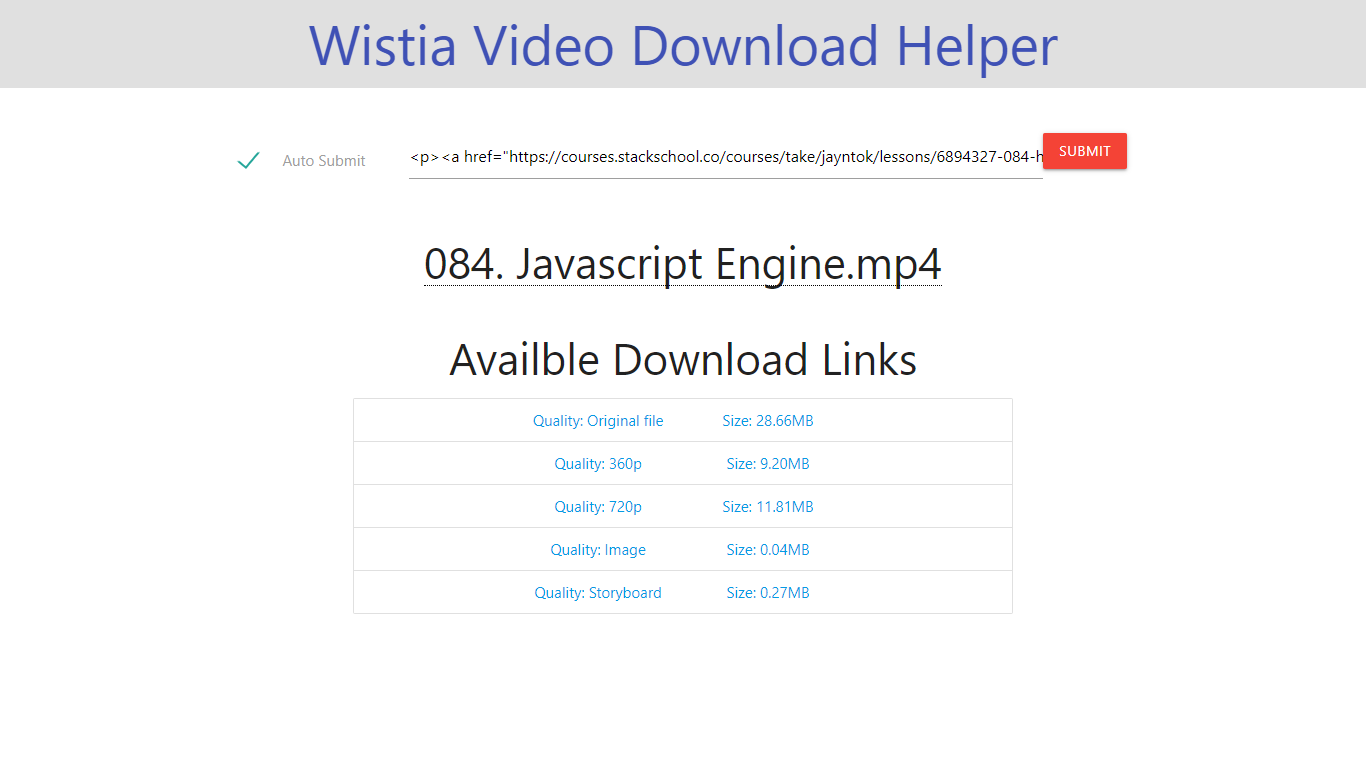 Wistia Video Download Helper
Auto Submit
<p><a href="https://courses.stackschool.co/courses/take/jayntok/lessons/6894327-084-h
SUBMIT
084. Javascript Engine.mp4
Availble Download Links
Quality: Original file Size: 28.66MB
Quality: 360p Size: 9.20MB
Quality: 720p Size: 11.81MB
Quality: Image Size: 0.04MB
Quality: Storyboard Size: 0.27MB